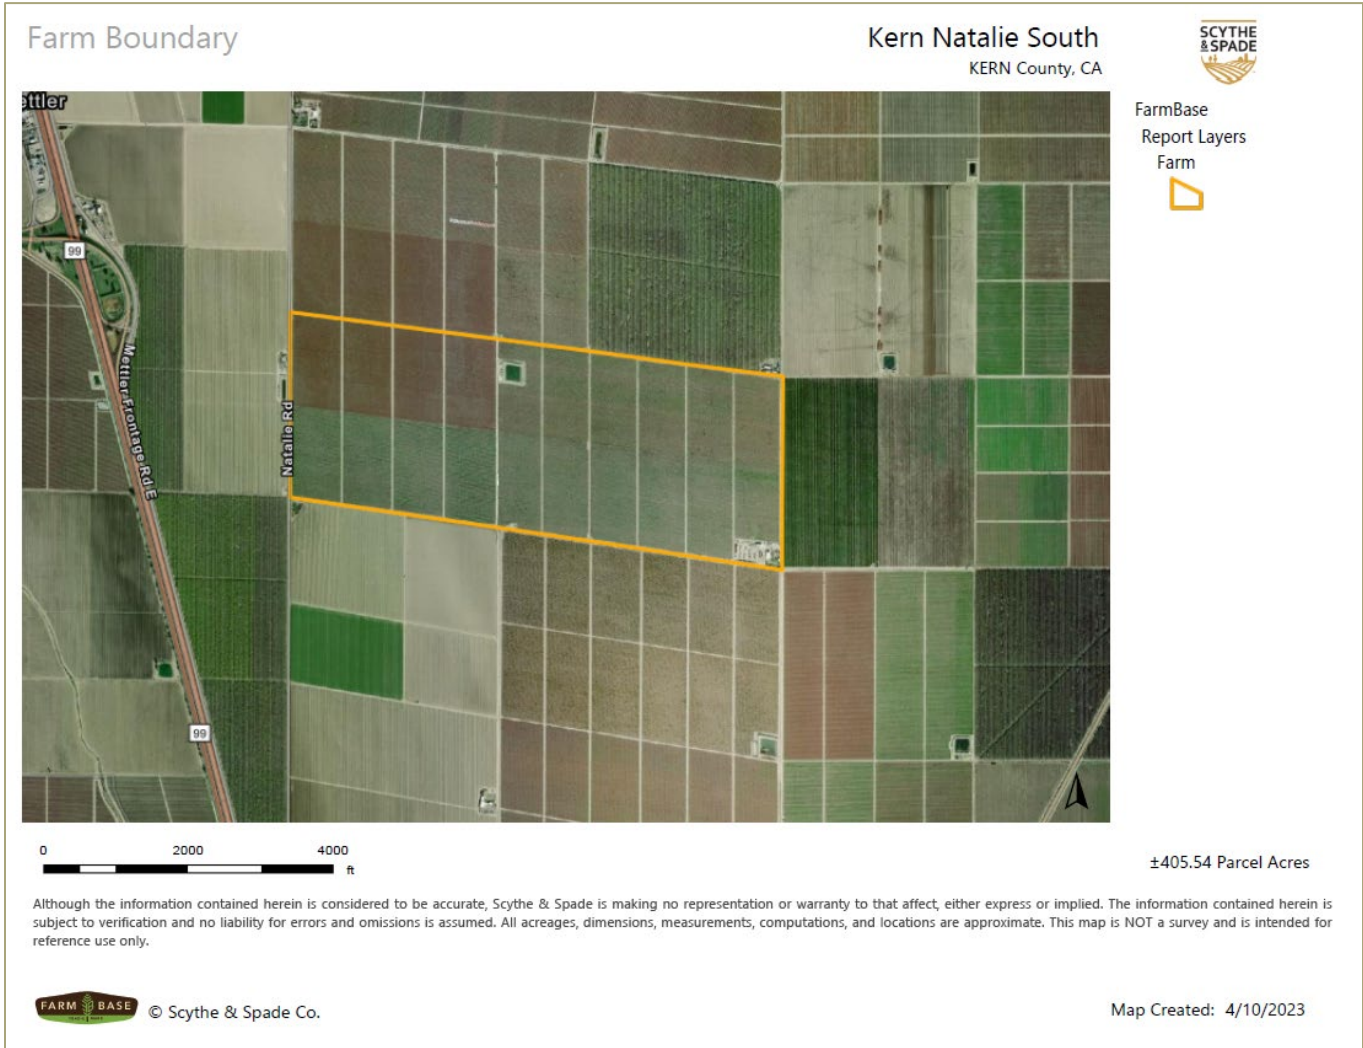 Farm Boundary
Kern Natalie South
KERN County, CA
SCYTHE
& SPADE
FarmBase
Report Layers
Farm
ettler
99
Mettler Frontage Rd E
Natalie Rd
99
0 2000 4000
ft
±405.54 Parcel Acres
Although the information contained herein is considered to be accurate, Scythe & Spade is making no representation or warranty to that affect, either express or implied. The information contained herein is
subject to verification and no liability for errors and omissions is assumed. All acreages, dimensions, measurements, computations, and locations are approximate. This map is NOT a survey and is intended for
reference use only.
FARM BASE
© Scythe & Spade Co.
Map Created: 4/10/2023